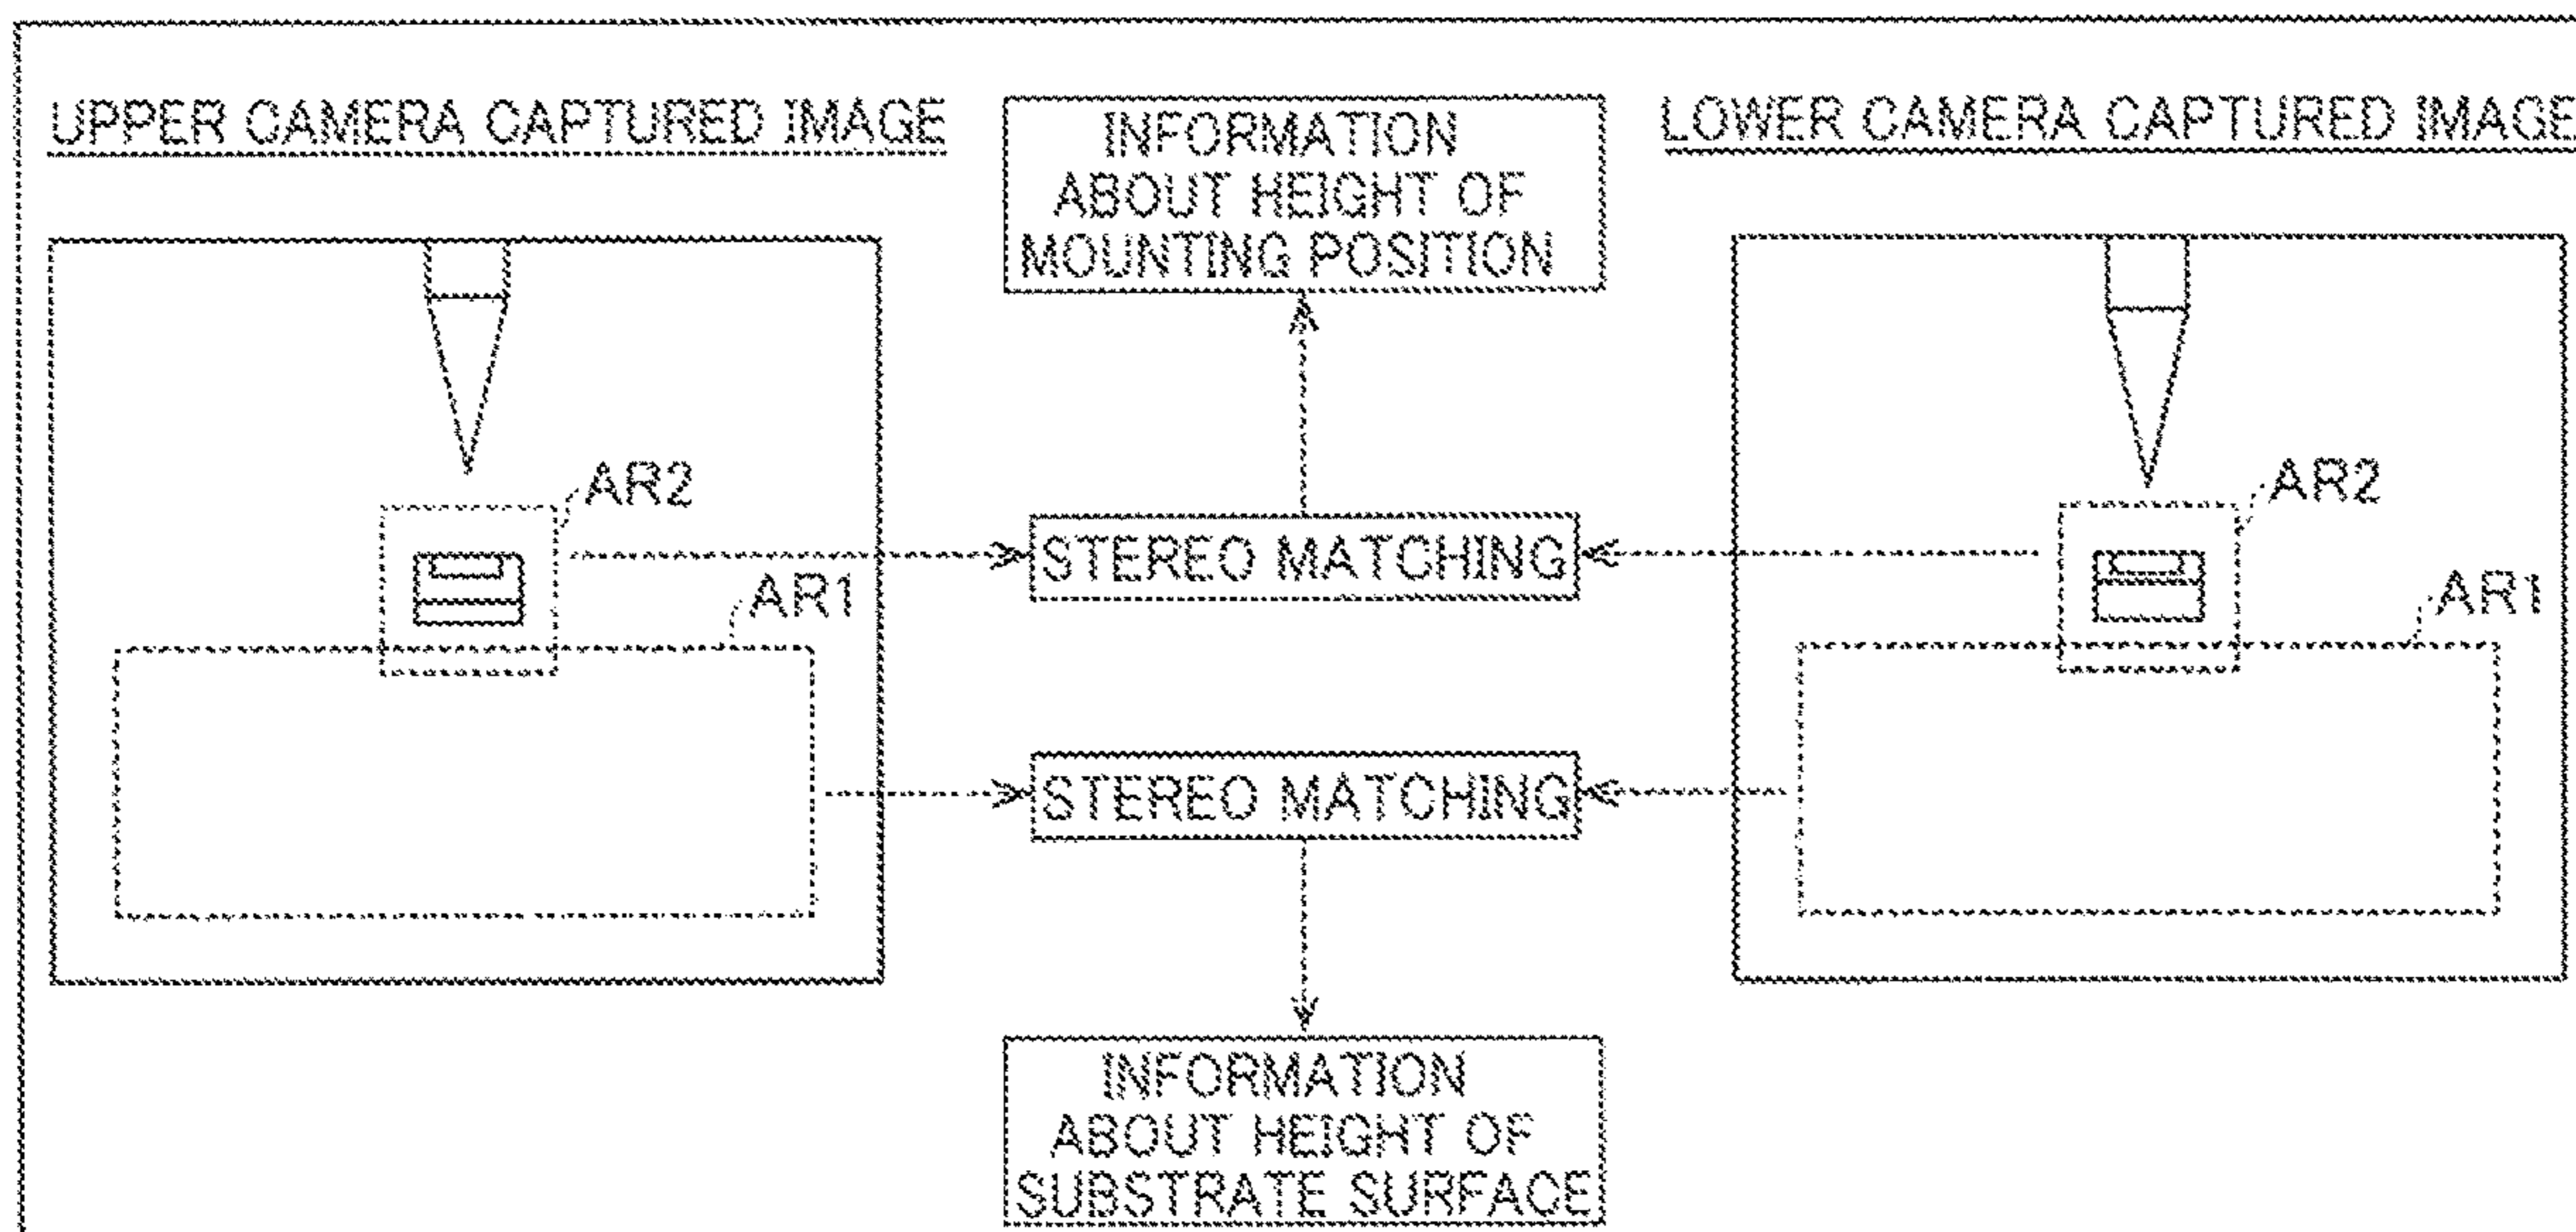 UPPER CAMERA CAPTURED IMAGE
INFORMATION
ABOUT HEIGHT OF
MOUNTING POSITION
LOWER CAMERA CAPTURED IMAGE
AR2
AR1
STEREO MATCHING
AR2
AR1
STEREO MATCHING
INFORMATION
ABOUT HEIGHT OF
SUBSTRATE SURFACE